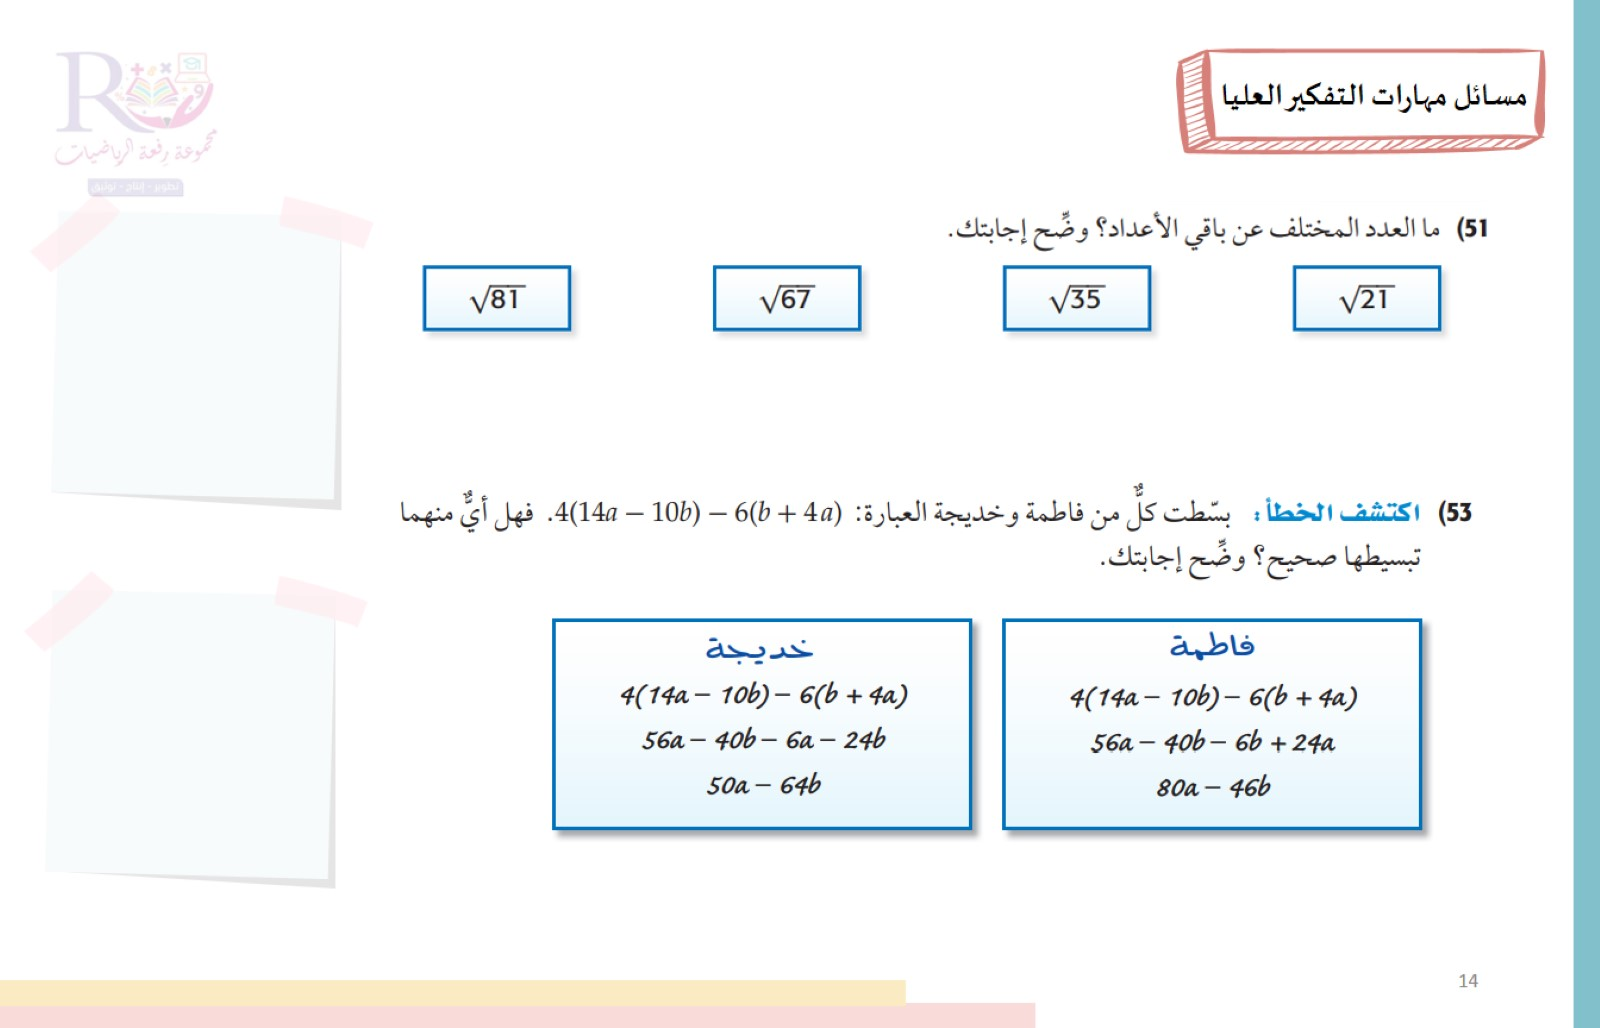 مسائل مهارات التفكير العليا
R
مجموعة رفعة الرياضيات
تطوير - إنتاج - توثيق
51) ما العدد المختلف عن باقي الأعداد؟ وضِّح إجابتك.
√21
√35
√67
√81
53) اكتشف الخطأ: بسّطت كلٌّ من فاطمة وخديجة العبارة: 4(14a − 10b) − 6(b + 4a). فهل أيٌّ منهما
تبسيطها صحيح؟ وضِّح إجابتك.
فاطمة
4(14a − 10b) − 6(b + 4a)
56a − 40b − 6b + 24a
80a − 46b
خديجة
4(14a − 10b) − 6(b + 4a)
56a − 40b − 6a − 24b
50a − 64b
14